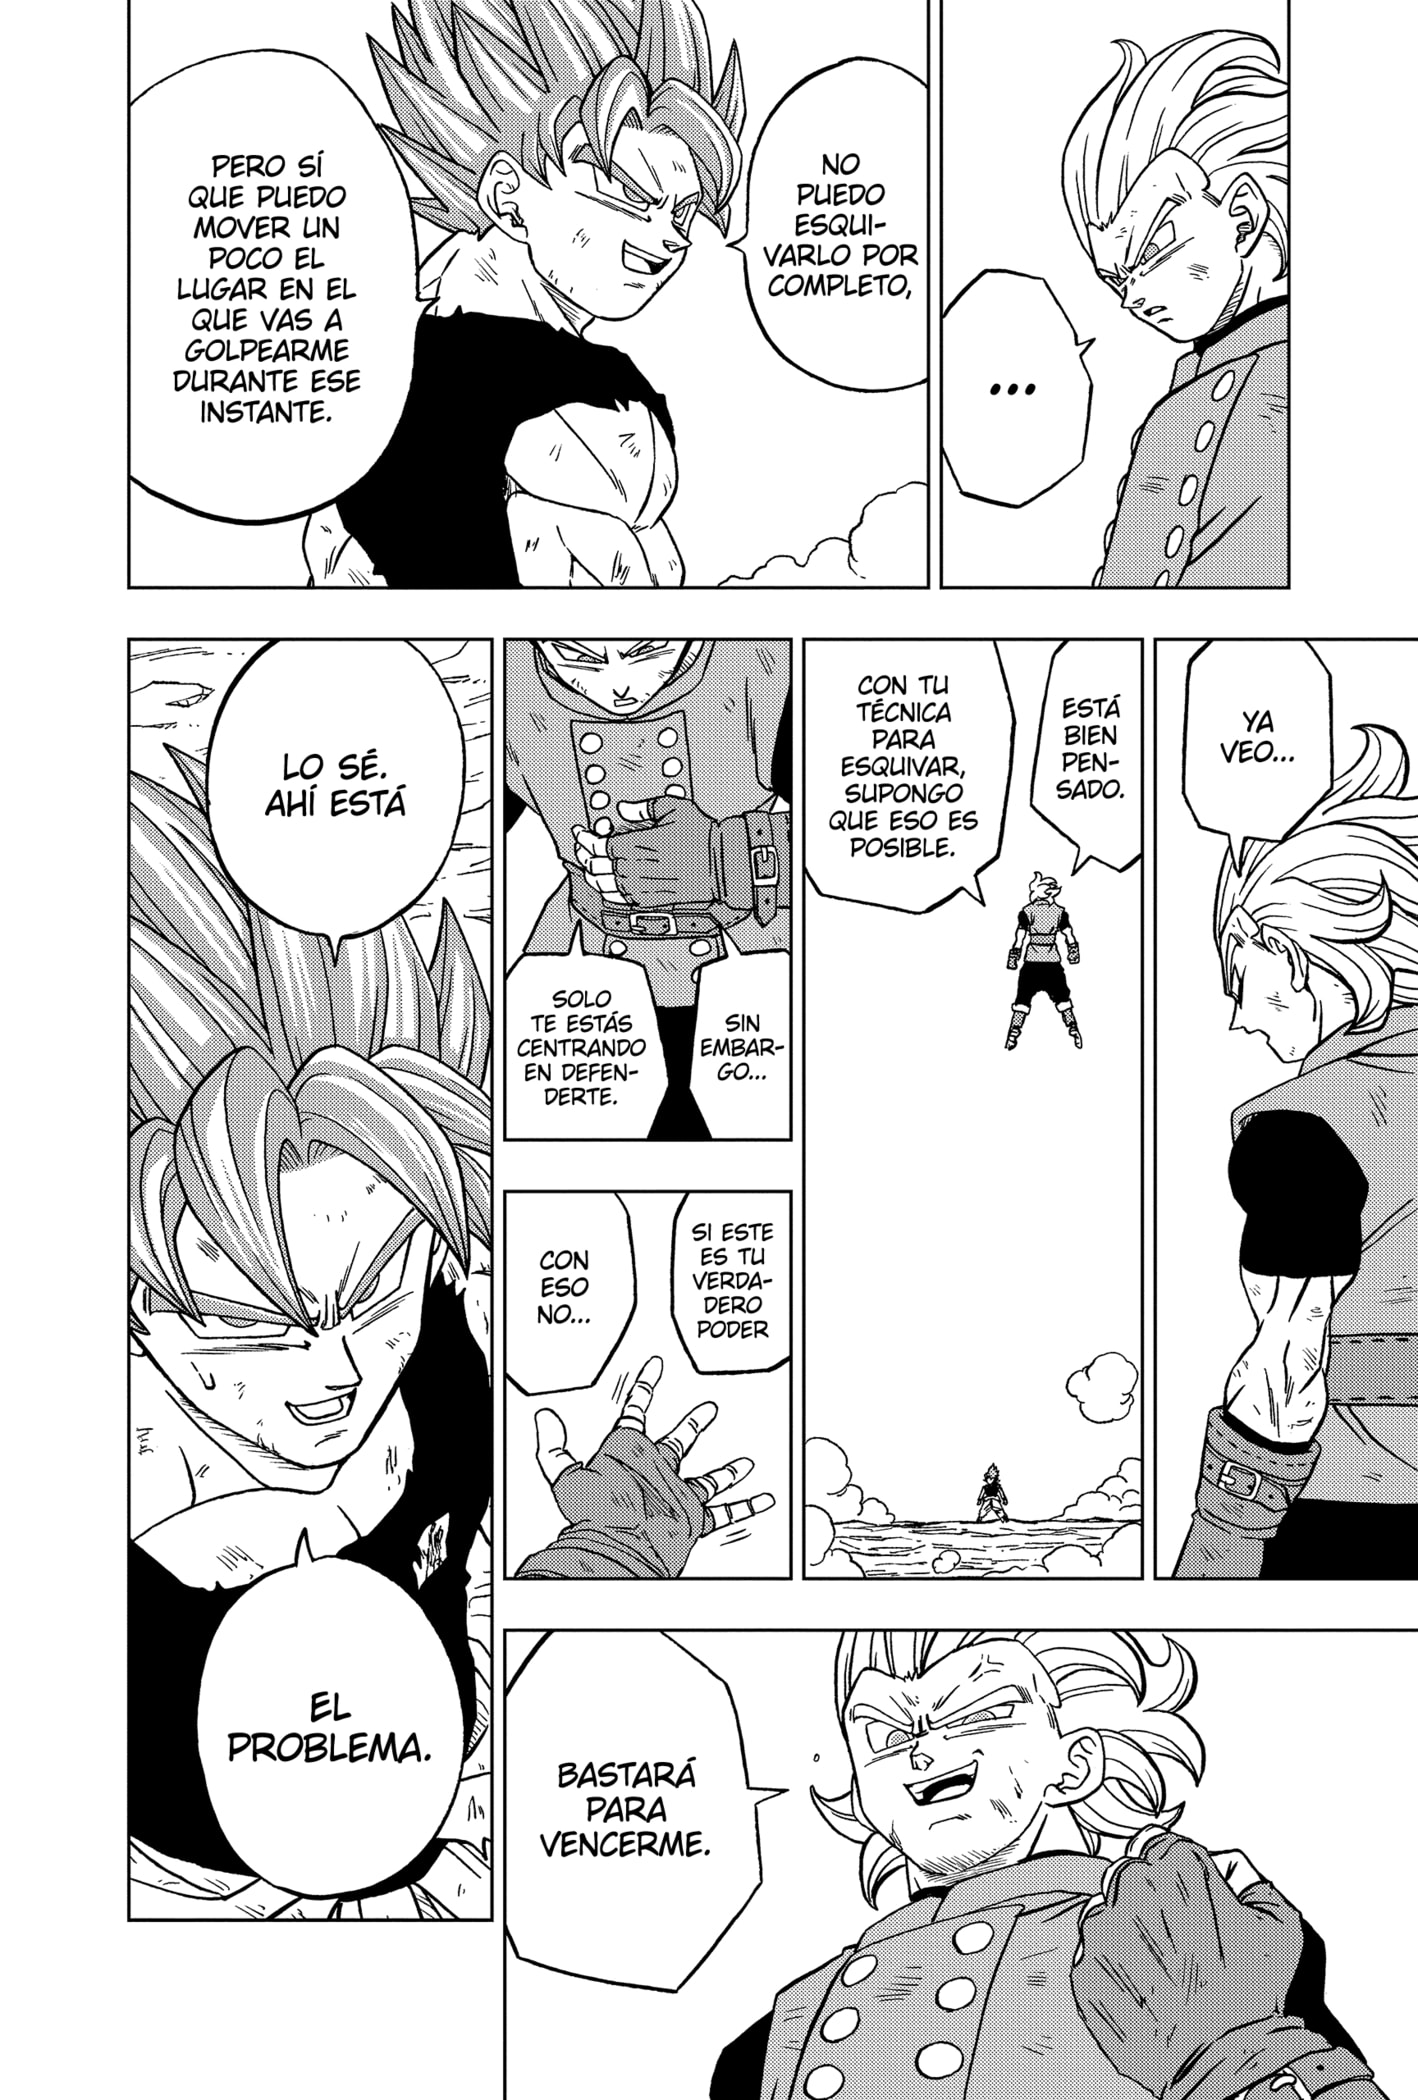 ...
NO
PUEDO
ESQUI-
VARLO POR
COMPLETO,
PERO SÍ
QUE PUEDO
MOVER UN
POCO EL
LUGAR EN EL
QUE VAS A
GOLPEARME
DURANTE ESE
INSTANTE.
YA
VEO...
ESTÁ
BIEN
PEN-
SADO.
CON TU
TÉCNICA
PARA
ESQUIVAR,
SUPONGO
QUE ESO ES
POSIBLE.
SIN
EMBAR-
GO...
SOLO
TE ESTÁS
CENTRANDO
EN DEFEN-
DERTE.
SI ESTE
ES TU
VERDA-
DERO
PODER
CON
ESO
NO...
BASTARÁ
PARA
VENCERME.
LO SÉ.
AHÍ ESTÁ
EL
PROBLEMA.